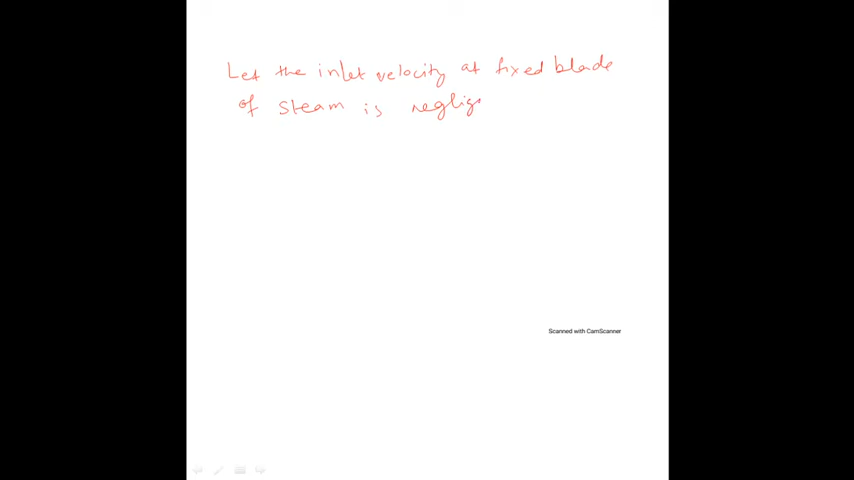 Let the inlet velocity at fixed blade
of steam is neglig
Scanned with CamScanner